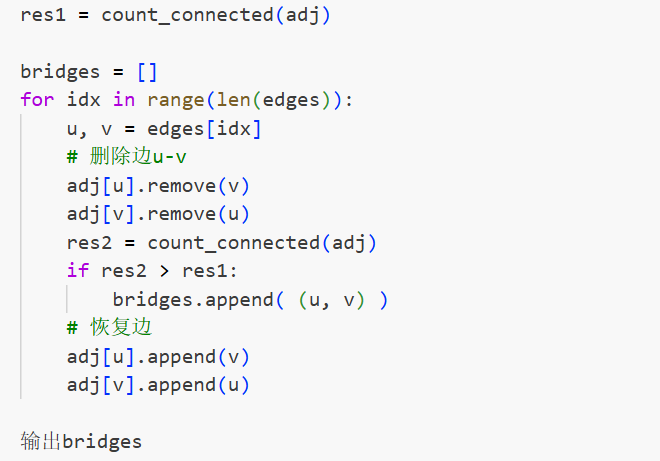 res1 = count_connected(adj)
bridges = []
for idx in range(len(edges)):
    u, v = edges[idx]
    # 删除边u-v
    adj[u].remove(v)
    adj[v].remove(u)
    res2 = count_connected(adj)
    if res2 > res1:
        bridges.append( (u, v) )
    # 恢复边
    adj[u].append(v)
    adj[v].append(u)
输出bridges